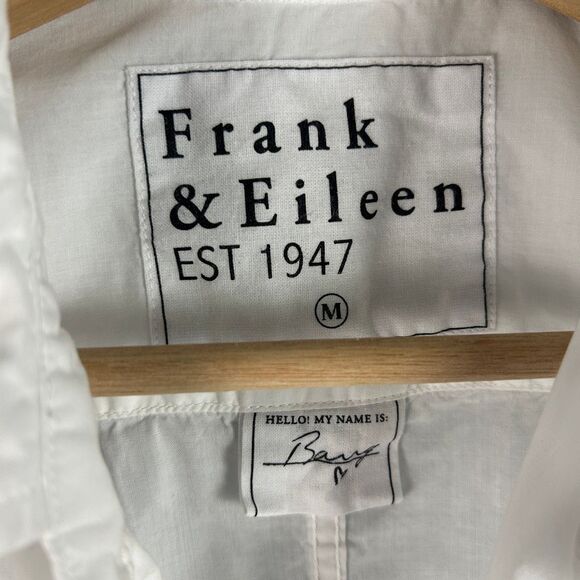 Frank
& Eileen
EST 1947
M
HELLO! MY NAME IS:
Barry